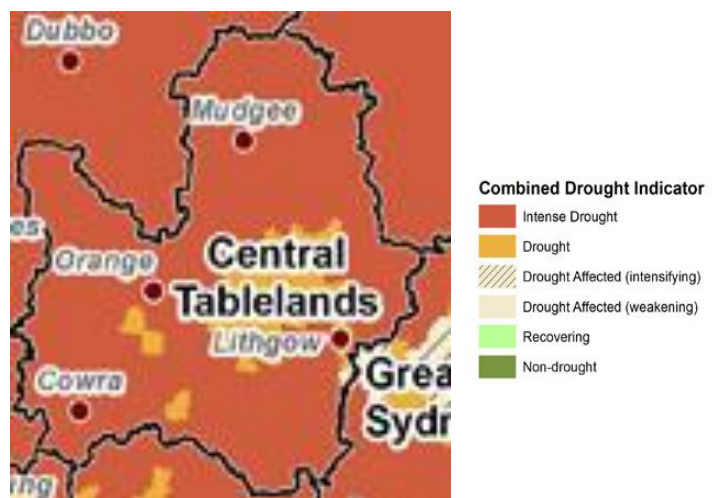 Dubbo
Mudgee
es
Orange
Central
Tablelands
Lithgow
Cowra
Grea
Sydr
ing
Combined Drought Indicator
Intense Drought
Drought
Drought Affected (intensifying)
Drought Affected (weakening)
Recovering
Non-drought